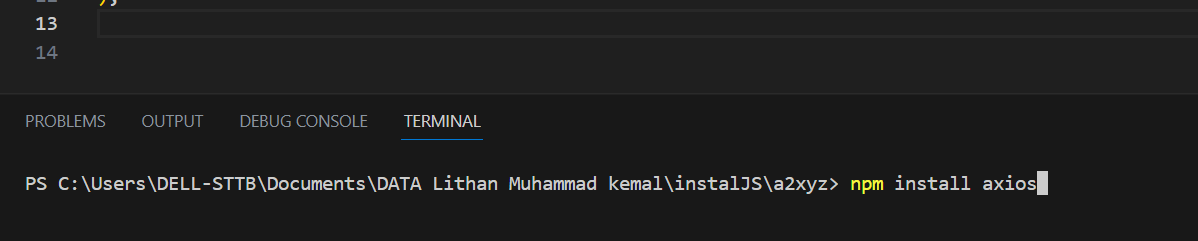 12 );
13
14
PROBLEMS OUTPUT DEBUG CONSOLE TERMINAL
PS C:\Users\DELL-STTB\Documents\DATA Lithan Muhammad kemal\instalJS\a2xyz> npm install axios